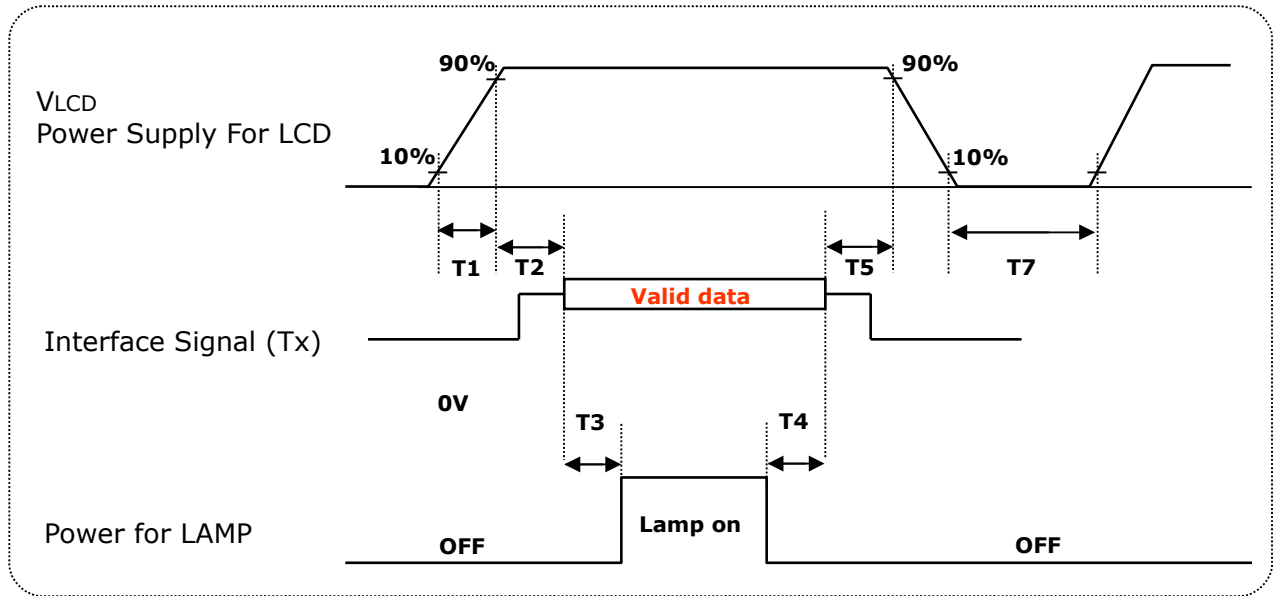 90%
90%
VLCD
Power Supply For LCD
10%
10%
T1
T2
T5
T7
Valid data
Interface Signal (Tx)
0V
T3
T4
Lamp on
Power for LAMP
OFF
OFF